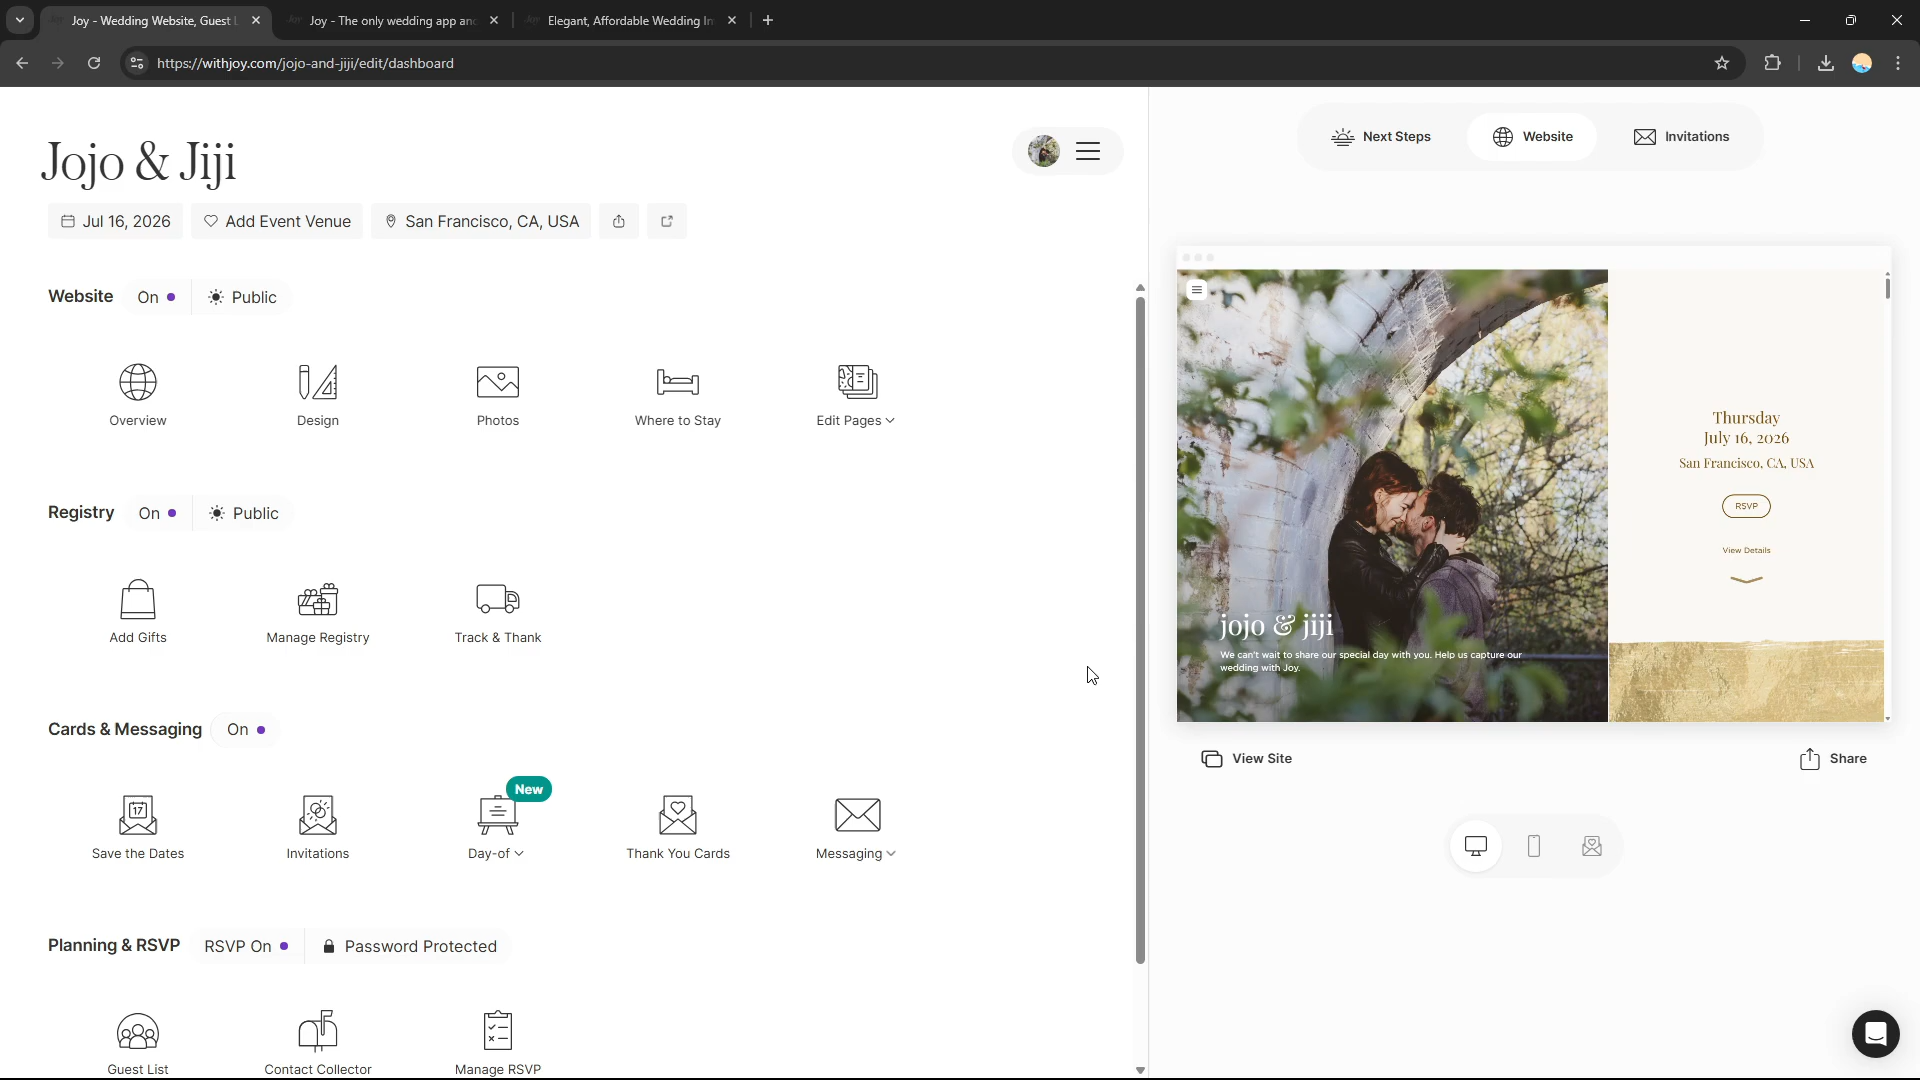 Joy - Wedding Website, Guest L
Joy - The only wedding app and
Elegant, Affordable Wedding In
https://withjoy.com/jojo-and-jiji/edit/dashboard
Jojo & Jiji
Jul 16, 2026
Add Event Venue
San Francisco, CA, USA
Website
On
Public
Overview
Design
Photos
Where to Stay
Edit Pages
Registry
On
Public
Add Gifts
Manage Registry
Track & Thank
Cards & Messaging
On
17
New
Save the Dates
Invitations
Day-of
Thank You Cards
Messaging
Planning & RSVP
RSVP On
Password Protected
Guest List
Contact Collector
Manage RSVP
Next Steps
Website
Invitations
Thursday
July 16, 2026
San Francisco, CA, USA
RSVP
View Details
jojo & jiji
We can't wait to share our special day with you. Help us capture our
wedding with Joy.
View Site
Share